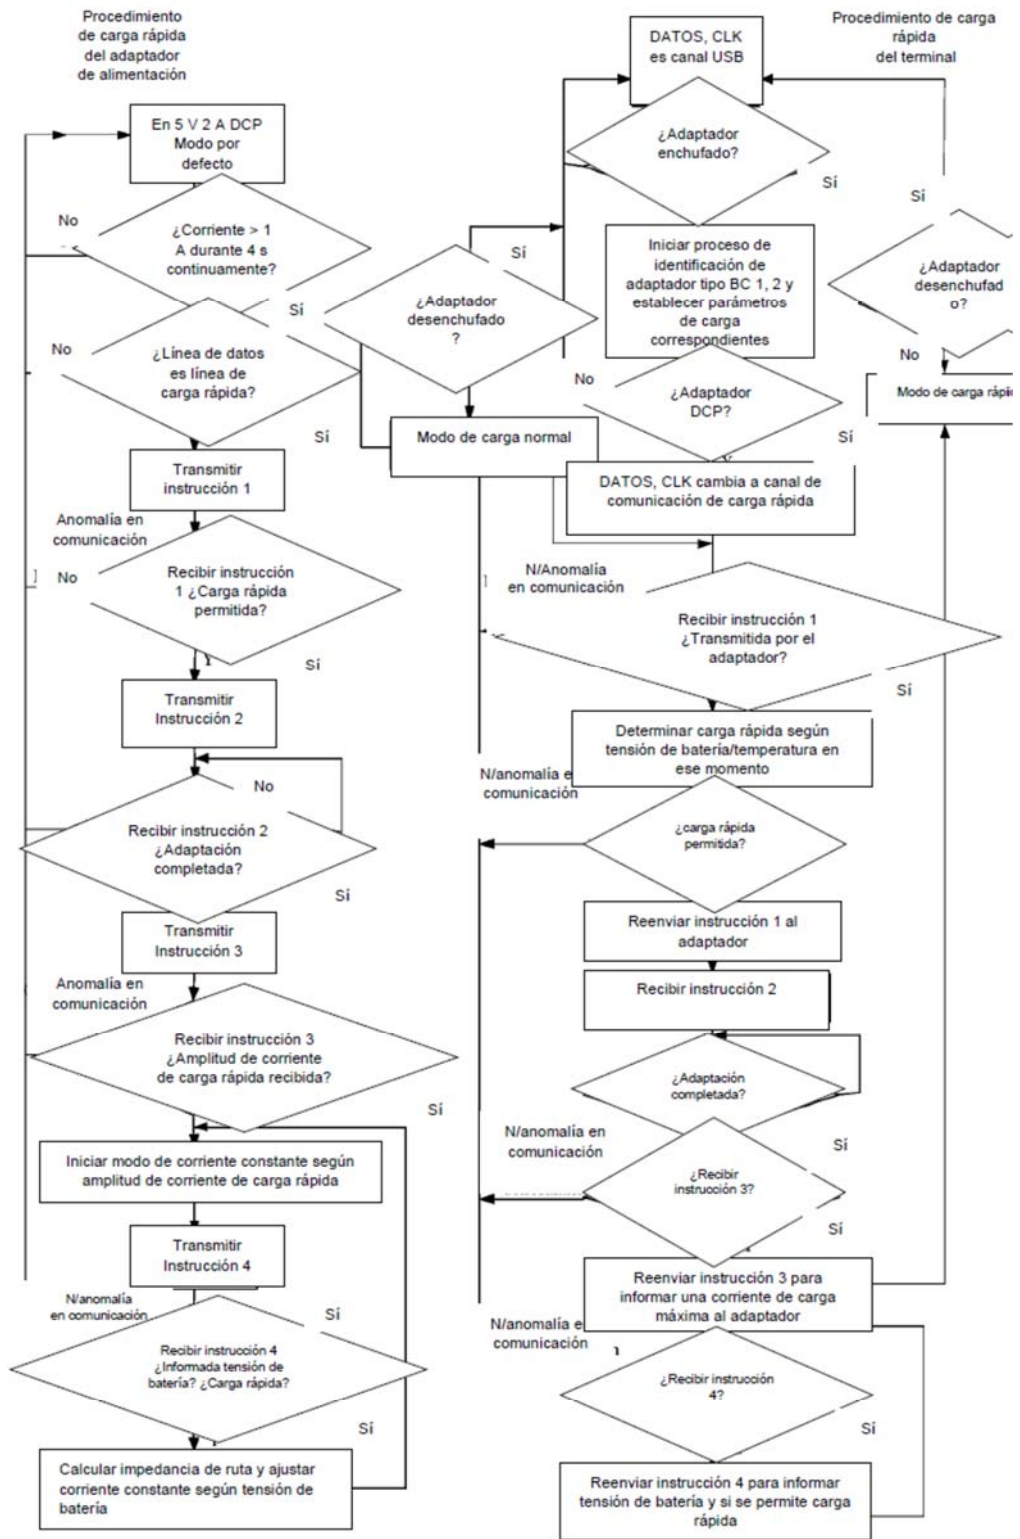 Procedimiento
de carga rápida
del adaptador
de alimentación
En 5 V 2 A DCP
Modo por
defecto
No
¿Corriente > 1
A durante 4 s
continuamente?
Sí
No
¿Línea de datos
es línea de
carga rápida?
Sí
Transmitir
instrucción 1
Anomalía en
comunicación
No
Recibir instrucción
1 ¿Carga rápida
permitida?
Sí
Transmitir
Instrucción 2
No
Recibir instrucción 2
¿Adaptación
completada?
Sí
Transmitir
Instrucción 3
Anomalía en
comunicación
Recibir instrucción 3
¿Amplitud de corriente
de carga rápida recibida?
Sí
Iniciar modo de corriente constante según
amplitud de corriente de carga rápida
Transmitir
Instrucción 4
N/anomalía
en comunicación
Sí
Recibir instrucción 4
¿Informada tensión de
batería? ¿Carga rápida?
Sí
Calcular impedancia de ruta y ajustar
corriente constante según tensión de
batería
Procedimiento de carga
rápida
del terminal
DATOS, CLK
es canal USB
¿Adaptador
enchufado?
Sí
Iniciar proceso de
identificación de
adaptador tipo BC 1, 2 y
establecer parámetros
de carga
correspondientes
Sí
¿Adaptador
desenchufado
?
Sí
¿Adaptador
desenchufad
o?
No
Modo de carga rápi
No
¿Adaptador
DCP?
Sí
Modo de carga normal
DATOS, CLK cambia a canal de
comunicación de carga rápida
N/Anomalía
en comunicación
Recibir instrucción 1
¿Transmitida por el
adaptador?
Sí
Determinar carga rápida según
tensión de batería/temperatura en
ese momento
N/anomalía e
comunicación
¿carga rápida
permitida?
Reenviar instrucción 1 al
adaptador
Recibir instrucción 2
¿Adaptación
completada?
Sí
N/anomalía en
comunicación
¿Recibir
instrucción 3?
Sí
Reenviar instrucción 3 para
informar una corriente de carga
máxima al adaptador
N/anomalía e
comunicación
¿Recibir instrucción
4?
Sí
Reenviar instrucción 4 para informar
tensión de batería y si se permite carga
rápida